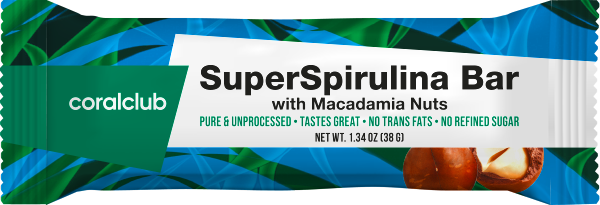 coralclub
SuperSpirulina Bar
with Macadamia Nuts
PURE & UNPROCESSED • TASTES GREAT • NO TRANS FATS • NO REFINED SUGAR
NET WT. 1.34 OZ (38 G)